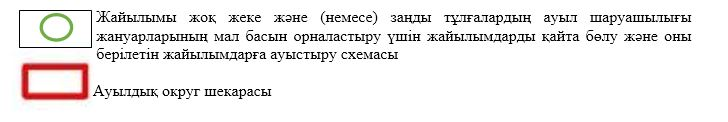 Жайылымы жоқ жеке және (немесе) заңды тұлғалардың ауыл шаруашылығы
жануарларының мал басын орналастыру үшін жайылымдарды қайта бөлу және оны
берілетін жайылымдарға ауыстыру схемасы
Ауылдық округ шекарасы